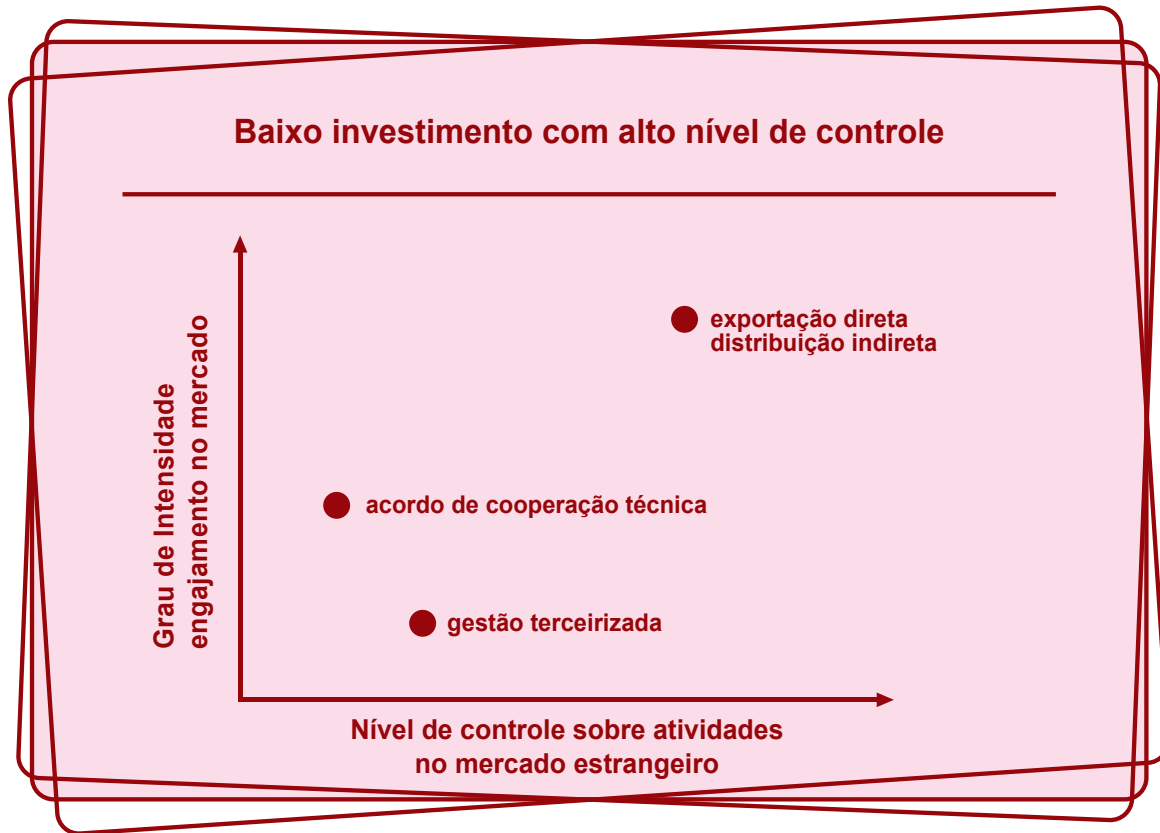 Baixo investimento com alto nível de controle
Grau de Intensidade
engajamento no mercado
exportação direta
distribuição indireta
acordo de cooperação técnica
gestão terceirizada
Nível de controle sobre atividades
no mercado estrangeiro